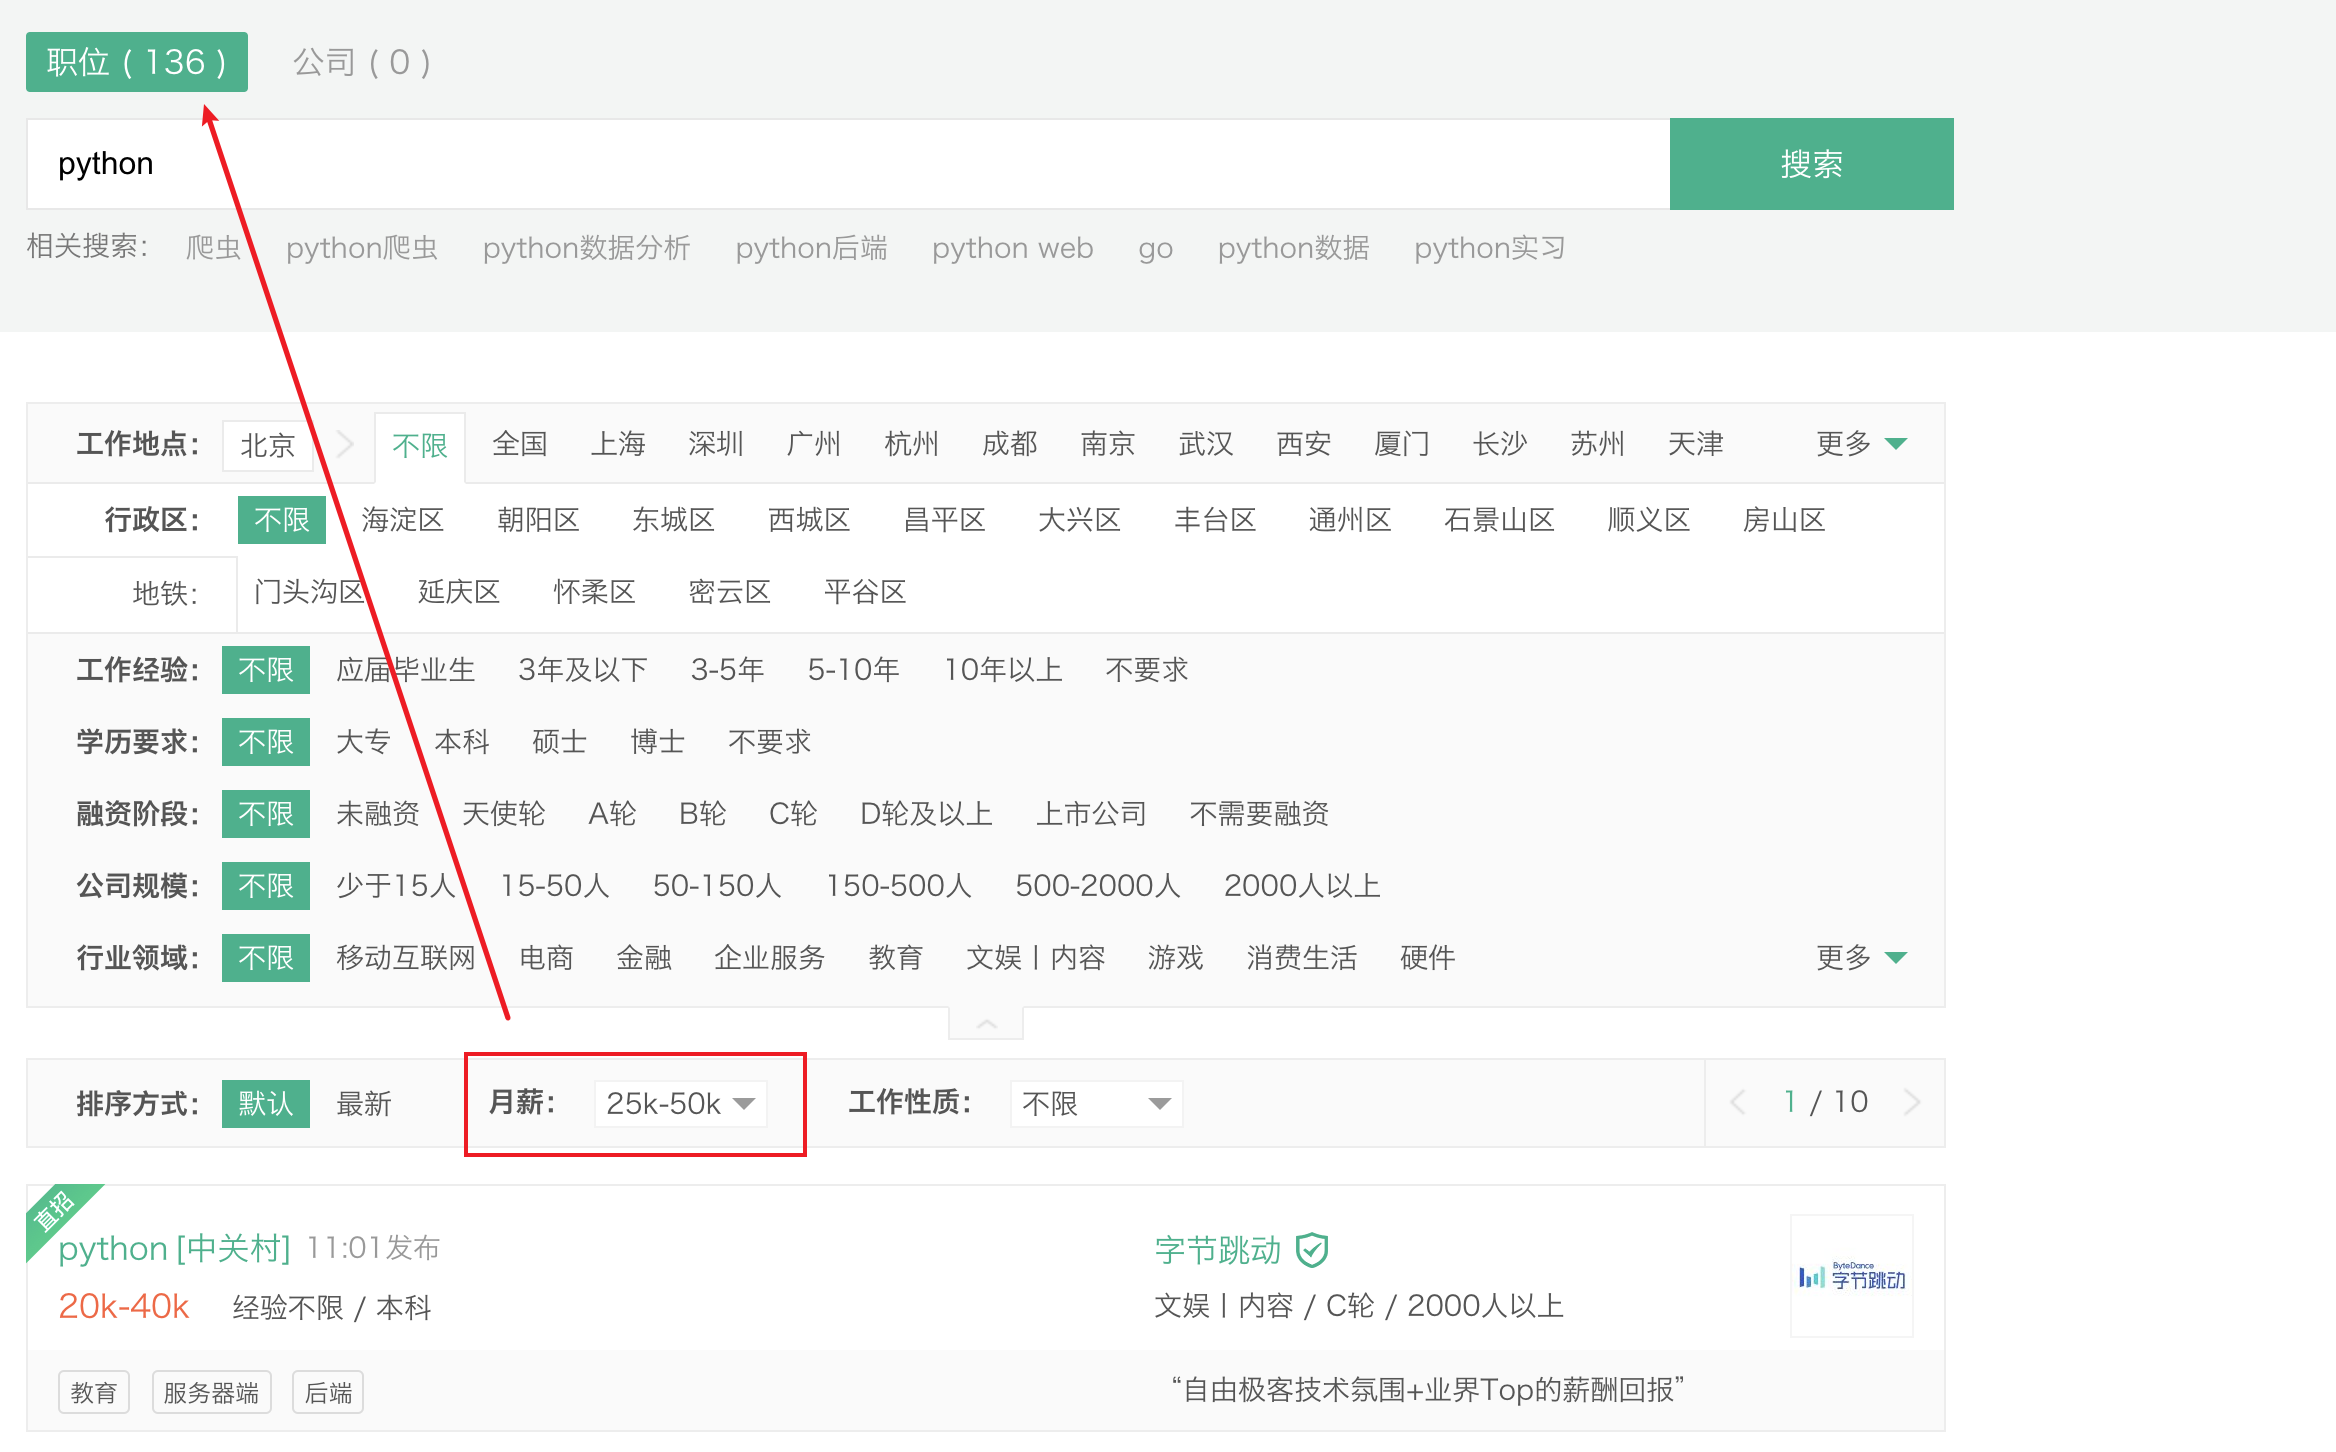 职位 ( 136 ) 公司 ( 0 )
python 搜索
相关搜索： 爬虫 python爬虫 python数据分析 python后端 python web go python数据 python实习
工作地点： 北京 不限 全国 上海 深圳 广州 杭州 成都 南京 武汉 西安 厦门 长沙 苏州 天津 更多
行政区： 不限 海淀区 朝阳区 东城区 西城区 昌平区 大兴区 丰台区 通州区 石景山区 顺义区 房山区
地铁： 门头沟区 延庆区 怀柔区 密云区 平谷区
工作经验： 不限 应届毕业生 3年及以下 3-5年 5-10年 10年以上 不要求
学历要求： 不限 大专 本科 硕士 博士 不要求
融资阶段： 不限 未融资 天使轮 A轮 B轮 C轮 D轮及以上 上市公司 不需要融资
公司规模： 不限 少于15人 15-50人 50-150人 150-500人 500-2000人 2000人以上
行业领域： 不限 移动互联网 电商 金融 企业服务 教育 文娱丨内容 游戏 消费生活 硬件 更多
排序方式： 默认 最新 月薪： 25k-50k 工作性质： 不限 1 / 10
直招
python [中关村] 11:01发布 字节跳动
20k-40k 经验不限 / 本科 文娱丨内容 / C轮 / 2000人以上
ByteDance
字节跳动
教育 服务器端 后端 “自由极客技术氛围+业界Top的薪酬回报”